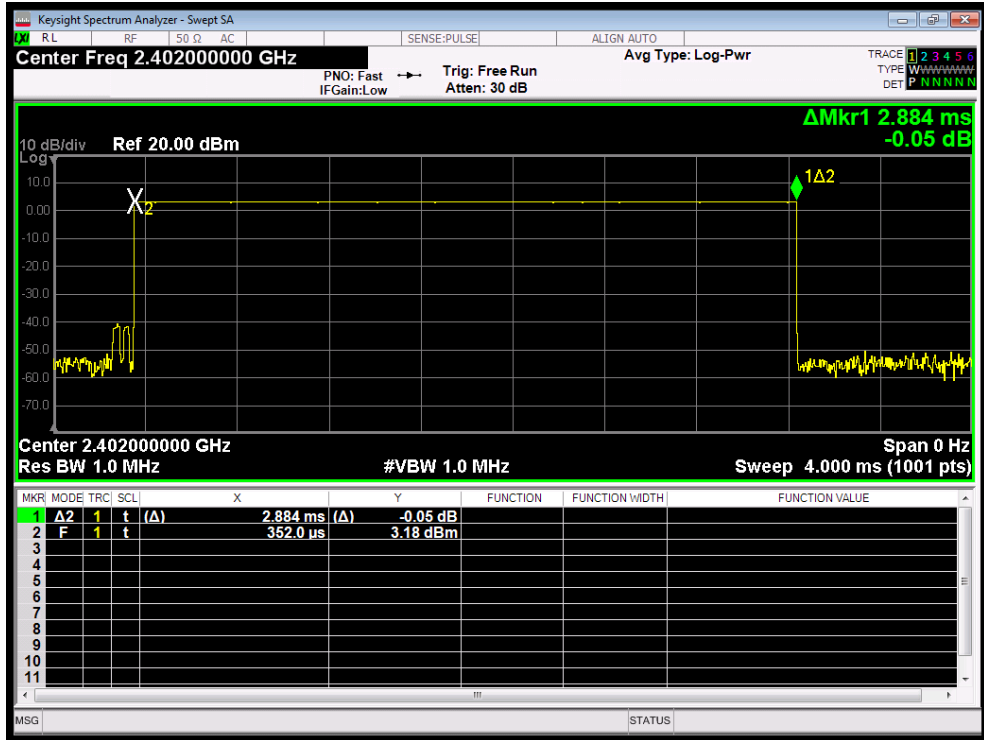 Keysight Spectrum Analyzer - Swept SA
LXI RL RF 50 Ω AC SENSE:PULSE ALIGN AUTO
Center Freq 2.402000000 GHz
PNO: Fast
IFGain:Low
Trig: Free Run
Atten: 30 dB
Avg Type: Log-Pwr
TRACE 1 2 3 4 5 6
TYPE WWWWWW
DET P N N N N N
ΔMkr1 2.884 ms
-0.05 dB
10 dB/div Ref 20.00 dBm
Log
10.0
0.00
-10.0
-20.0
-30.0
-40.0
-50.0
-60.0
-70.0
X2
1Δ2
Center 2.402000000 GHz Span 0 Hz
Res BW 1.0 MHz #VBW 1.0 MHz Sweep 4.000 ms (1001 pts)
MKR MODE TRC SCL X Y FUNCTION FUNCTION WIDTH FUNCTION VALUE
1 Δ2 1 t (Δ) 2.884 ms (Δ) -0.05 dB
2 F 1 t 352.0 µs 3.18 dBm
3
4
5
6
7
8
9
10
11
MSG STATUS